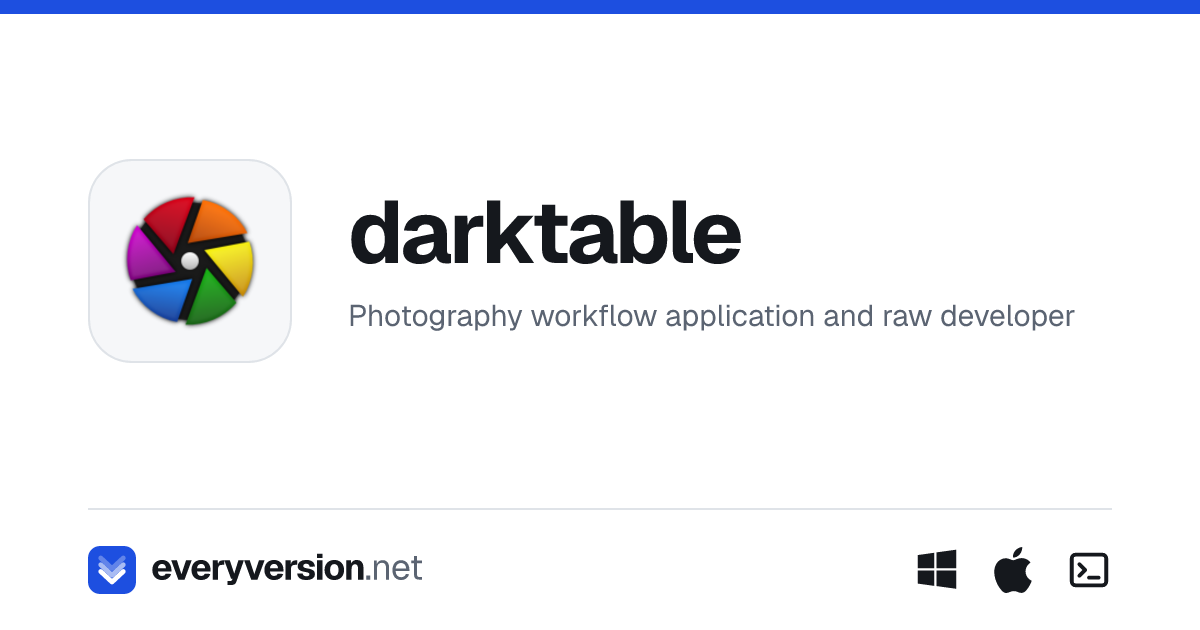 darktable
Photography workflow application and raw developer
everyversion.net